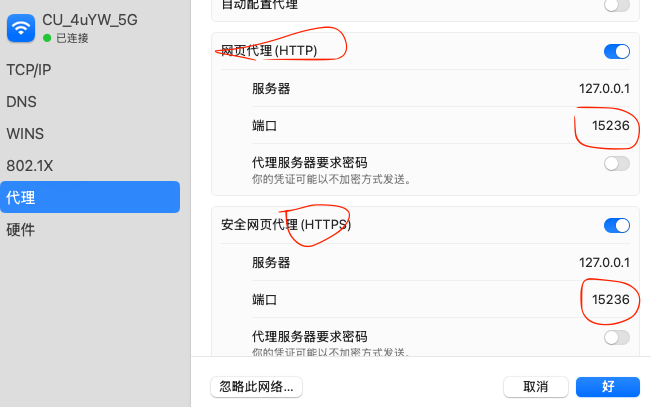 CU_4uYW_5G
已连接
TCP/IP
DNS
WINS
802.1X
代理
硬件
自动配置代理
网页代理(HTTP)
服务器 127.0.0.1
端口 15236
代理服务器要求密码
你的凭证可能以不加密方式发送。
安全网页代理(HTTPS)
服务器 127.0.0.1
端口 15236
代理服务器要求密码
你的凭证可能以不加密方式发送。
忽略此网络... 取消 好